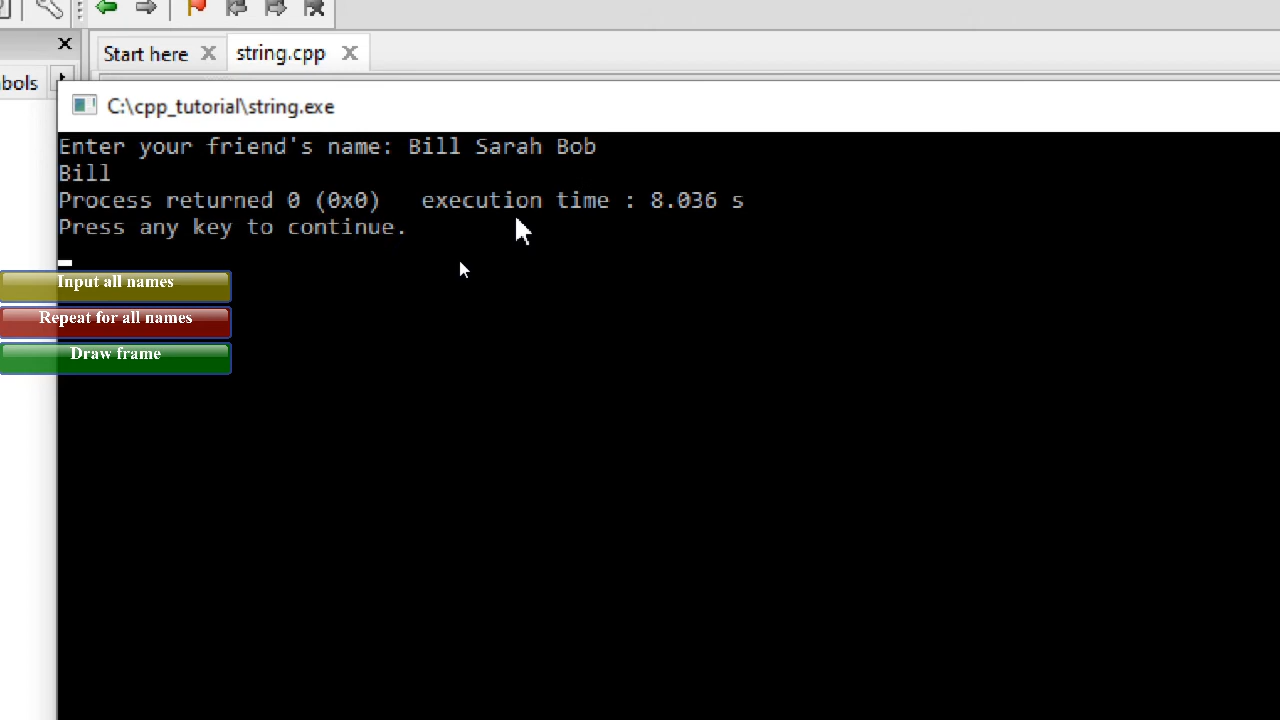 Start here
string.cpp
bols
C:\cpp_tutorial\string.exe
Enter your friend's name: Bill Sarah Bob
Bill
Process returned 0 (0x0)   execution time : 8.036 s
Press any key to continue.
Input all names
Repeat for all names
Draw frame